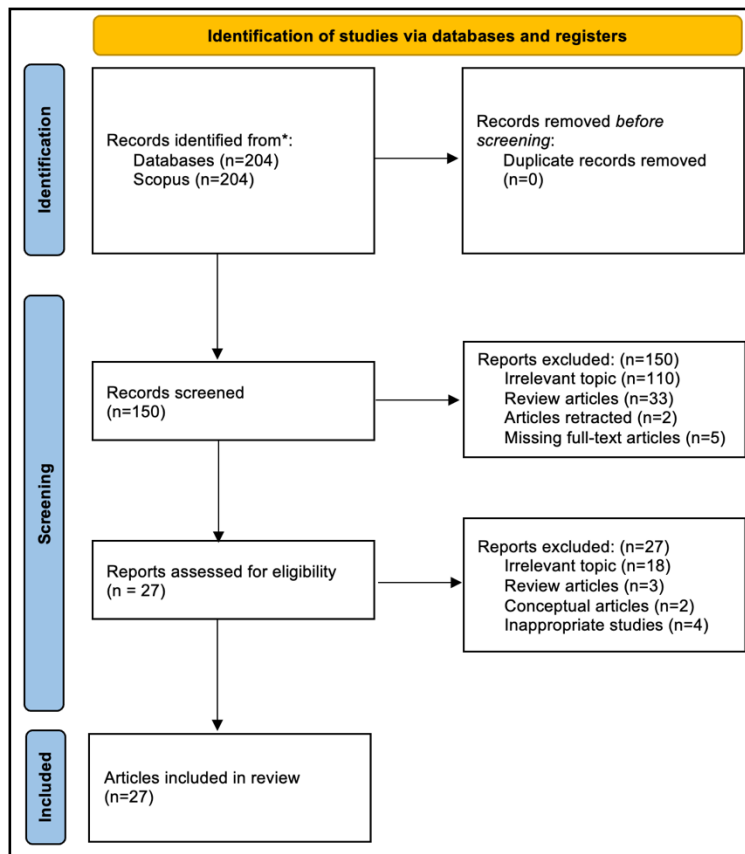 Identification of studies via databases and registers
Identification
Records identified from*:
Databases (n=204)
Scopus (n=204)
Records removed before
screening:
Duplicate records removed
(n=0)
Screening
Records screened
(n=150)
Reports excluded: (n=150)
Irrelevant topic (n=110)
Review articles (n=33)
Articles retracted (n=2)
Missing full-text articles (n=5)
Reports assessed for eligibility
(n = 27)
Reports excluded: (n=27)
Irrelevant topic (n=18)
Review articles (n=3)
Conceptual articles (n=2)
Inappropriate studies (n=4)
Included
Articles included in review
(n=27)